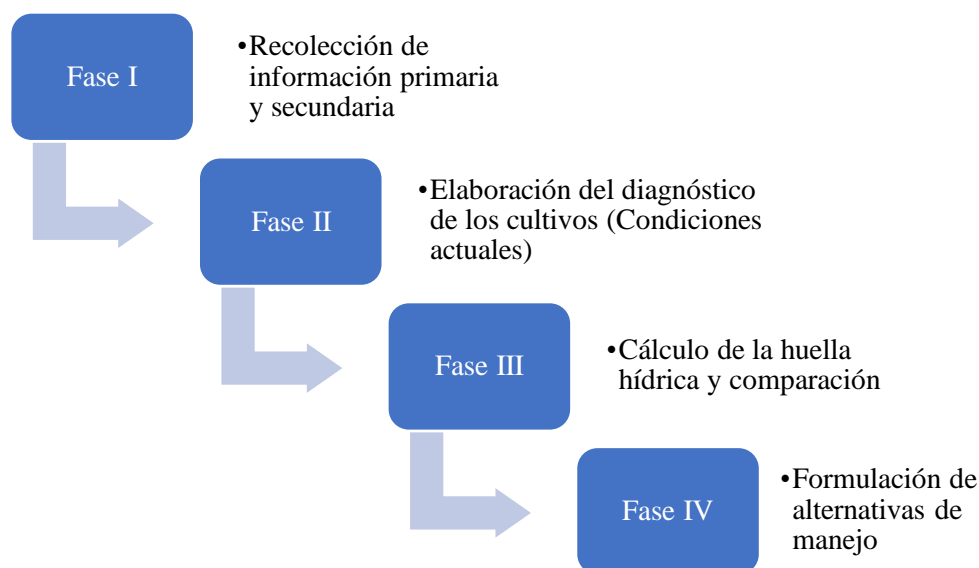 Fase I
•Recolección de
información primaria
y secundaria
Fase II
•Elaboración del diagnóstico
de los cultivos (Condiciones
actuales)
Fase III
•Cálculo de la huella
hídrica y comparación
Fase IV
•Formulación de
alternativas de
manejo